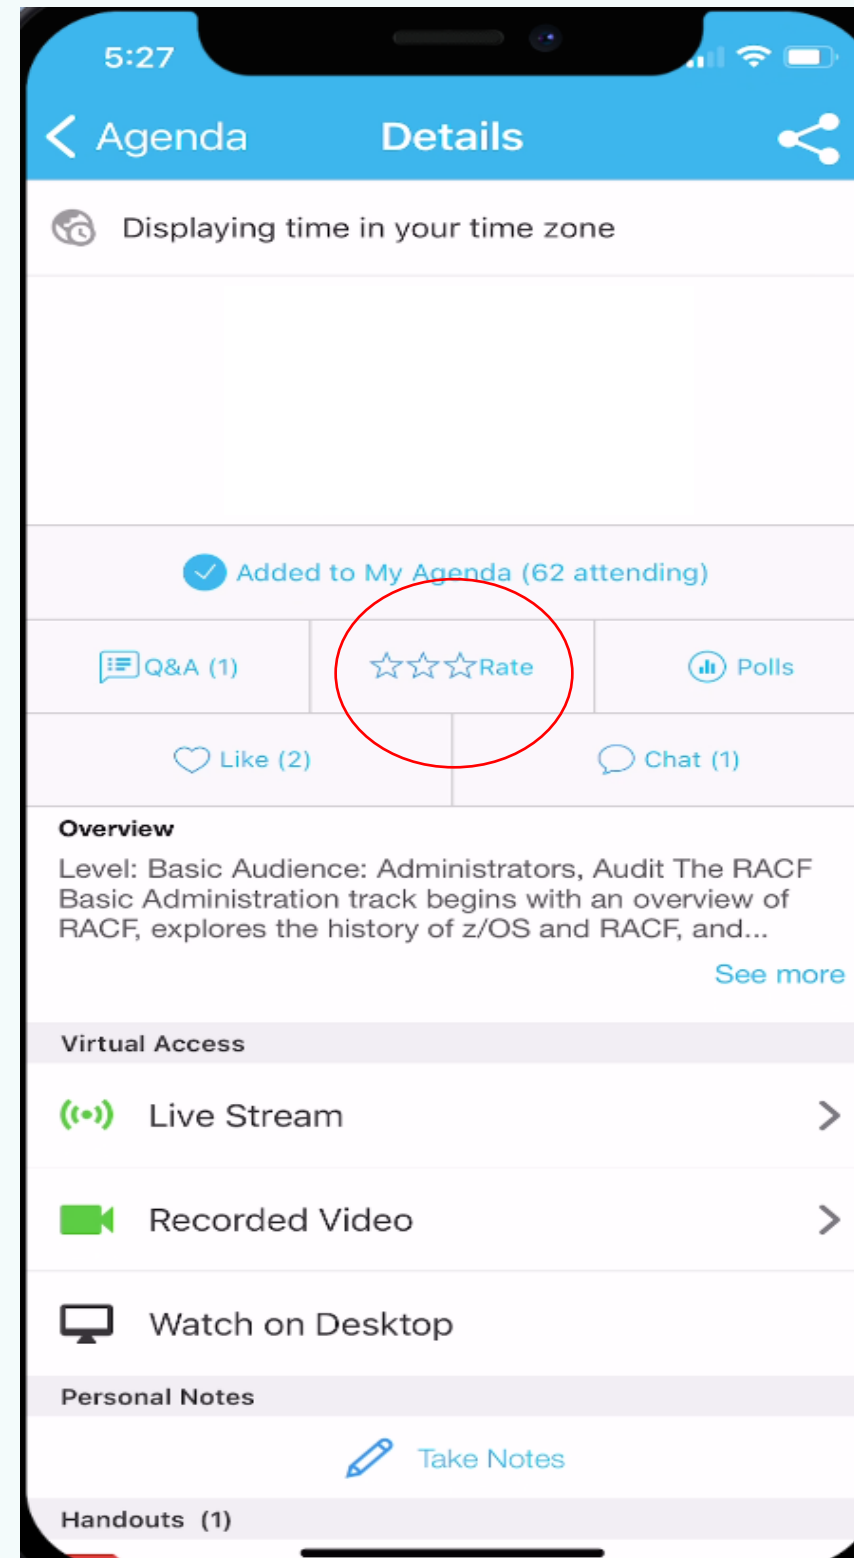 5:27
Agenda
Details
Displaying time in your time zone
Added to My Agenda (62 attending)
Q&A (1)
Rate
Polls
Like (2)
Chat (1)
Overview
Level: Basic Audience: Administrators, Audit The RACF
Basic Administration track begins with an overview of
RACF, explores the history of z/OS and RACF, and...
See more
Virtual Access
Live Stream
Recorded Video
Watch on Desktop
Personal Notes
Take Notes
Handouts (1)